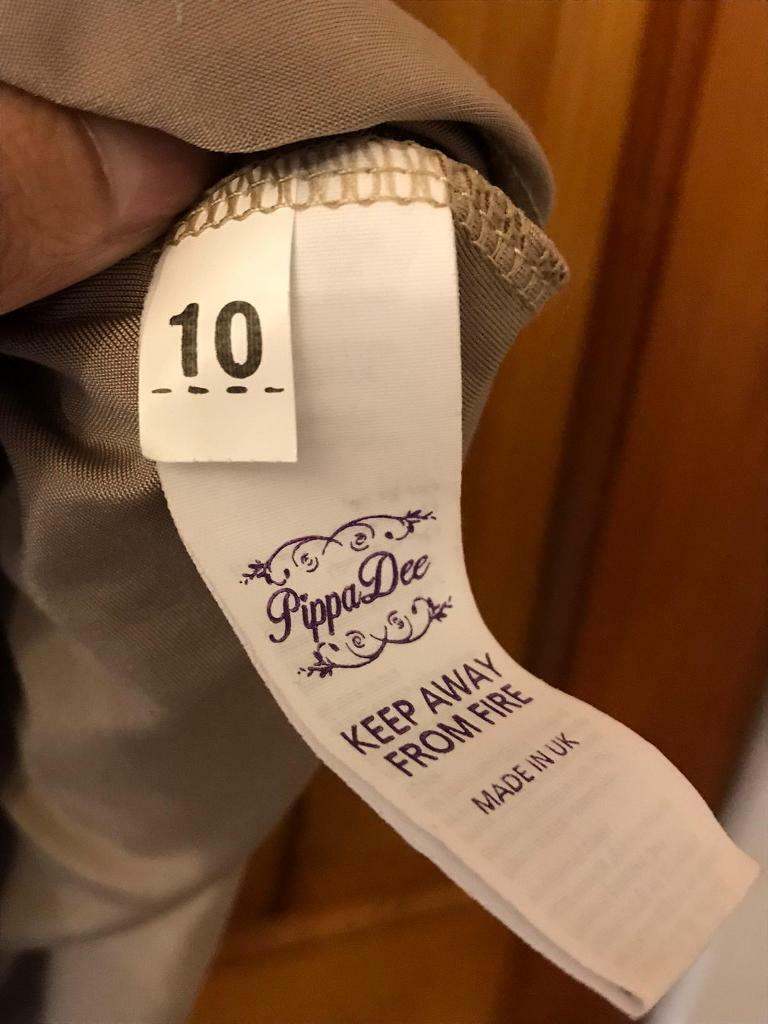 10
PippaDee
KEEP AWAY
FROM FIRE
MADE IN UK